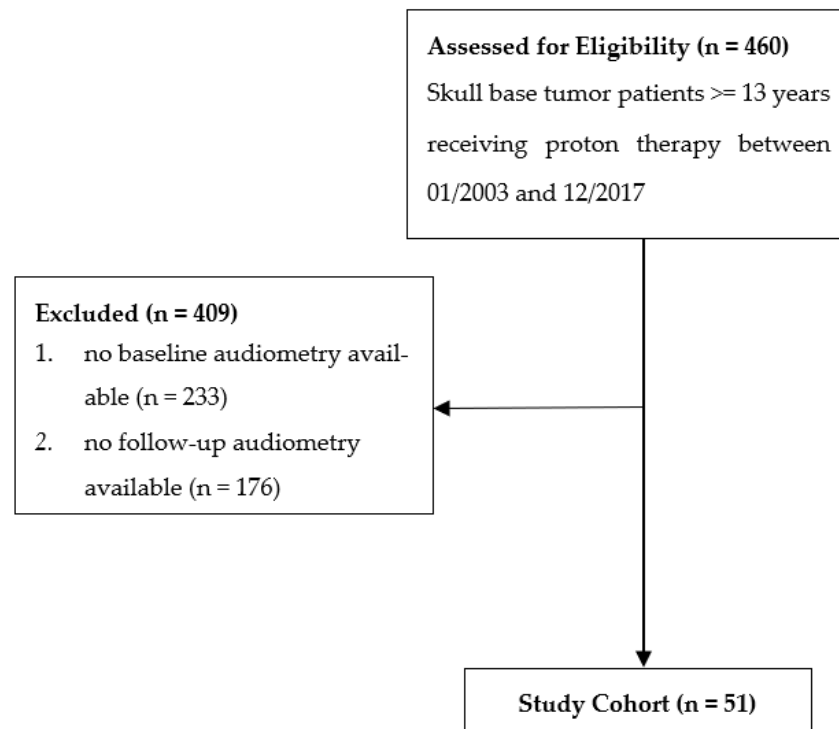 Assessed for Eligibility (n = 460)
Skull base tumor patients >= 13 years
receiving proton therapy between
01/2003 and 12/2017
Excluded (n = 409)
1. no baseline audiometry avail-
able (n = 233)
2. no follow-up audiometry
available (n = 176)
Study Cohort (n = 51)